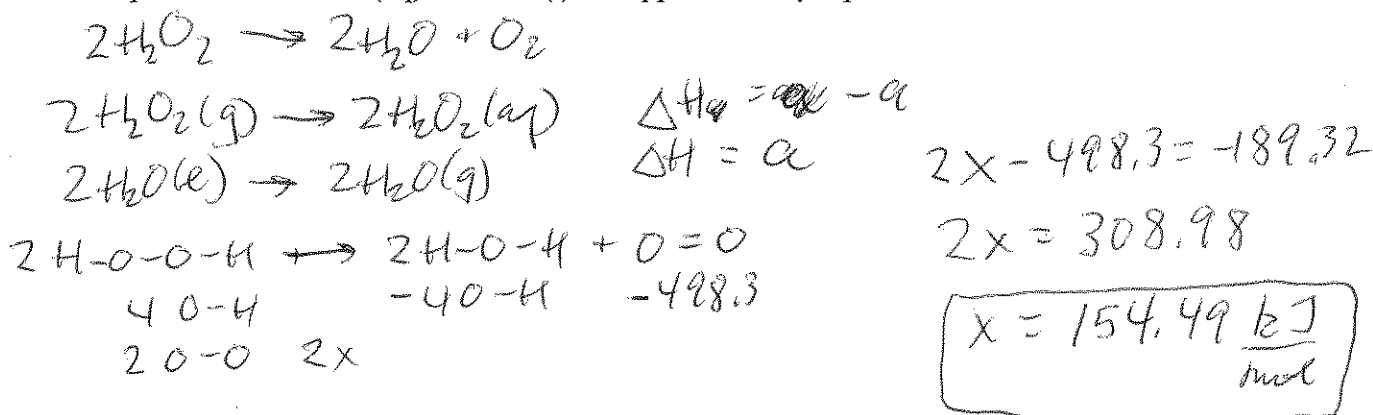 2H₂O₂ → 2H₂O + O₂
2H₂O₂(g) → 2H₂O₂(aq) ΔH = -a
2H₂O(l) → 2H₂O(g) ΔH = a
2H-O-O-H → 2H-O-H + O=O
4 O-H -4O-H -498.3
2 O-O 2x
2x - 498.3 = -189.32
2x = 308.98
x = 154.49 kJ/mol